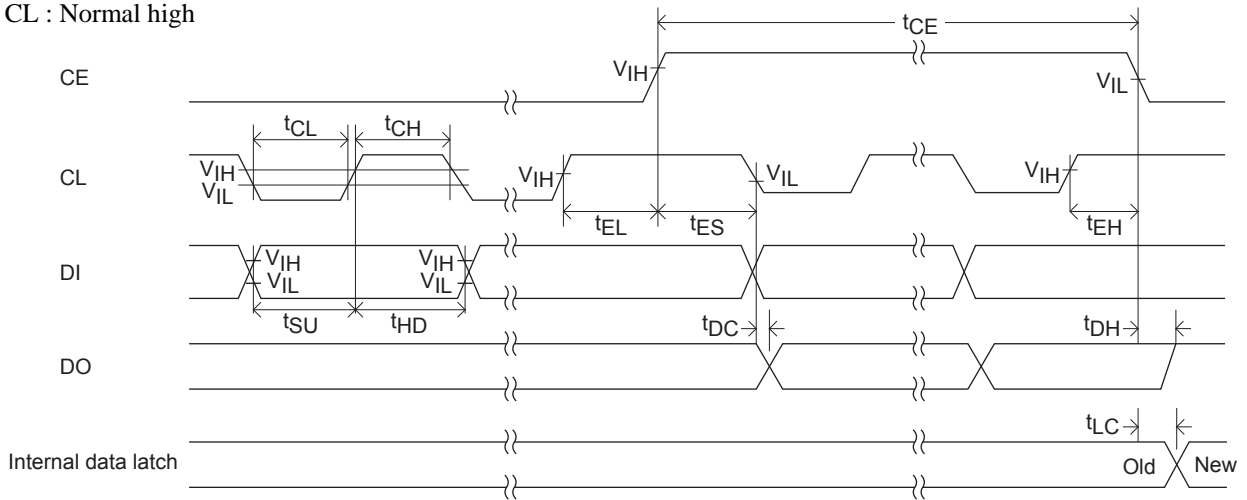 CL : Normal high
tCE
CE
VIH
VIL
tCL
tCH
CL
VIH
VIL
VIH
VIL
VIH
tEL
tES
tEH
DI
VIH
VIL
VIH
VIL
tSU
tHD
tDC
tDH
DO
tLC
Internal data latch
Old
New